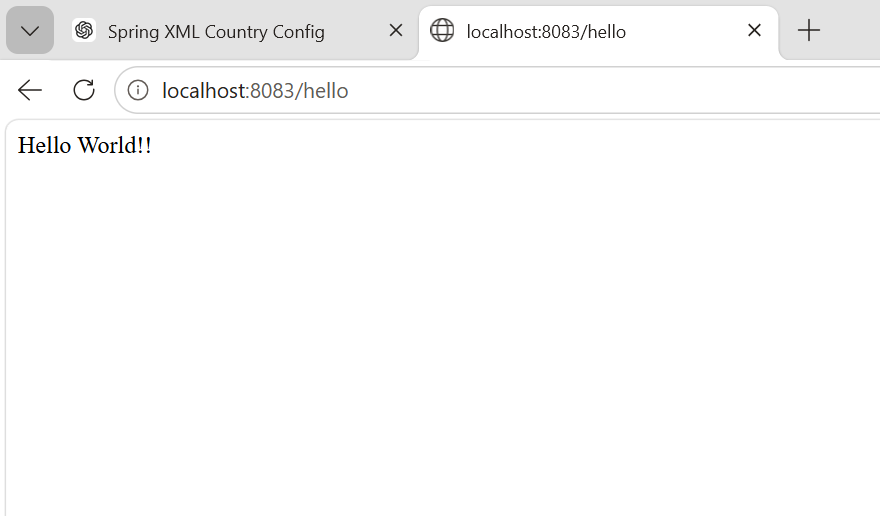 Spring XML Country Config
localhost:8083/hello
localhost:8083/hello
Hello World!!